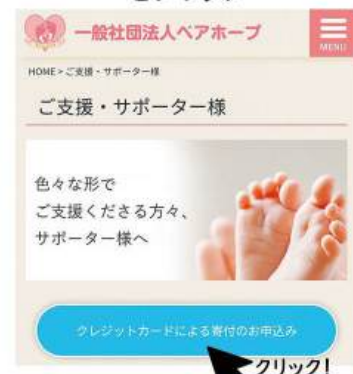 一般社団法人ベアホープ
MENU
HOME > ご支援・サポーター様
ご支援・サポーター様
色々な形で
ご支援くださる方々、
サポーター様へ
クレジットカードによる寄付のお申込み
クリック!